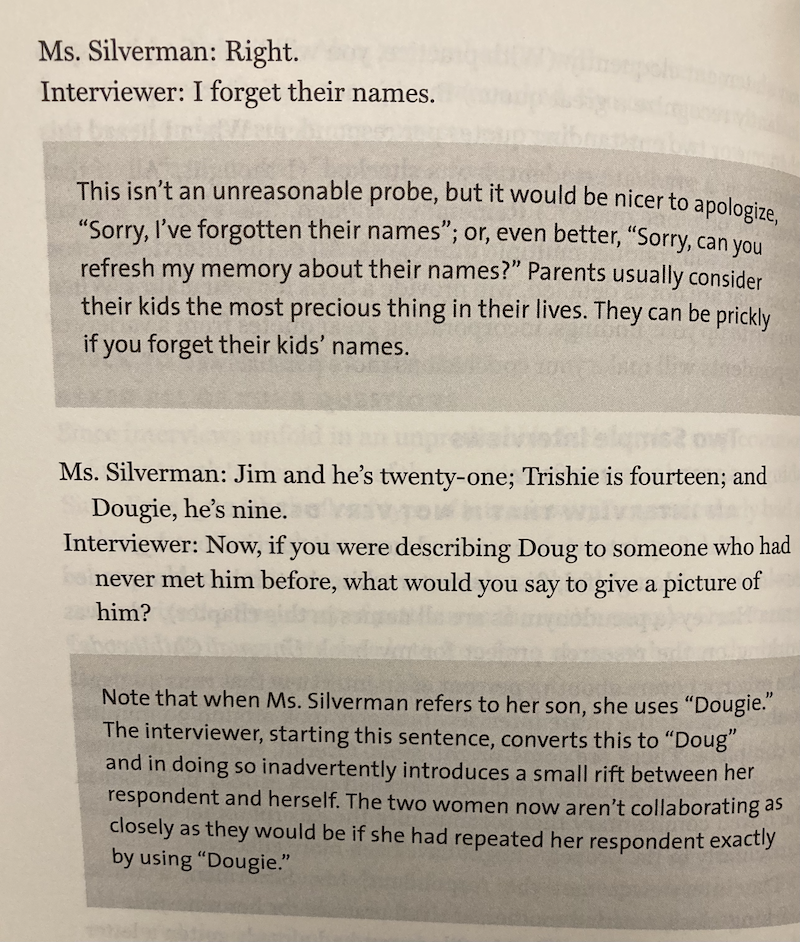 Ms. Silverman: Right.
Interviewer: I forget their names.
This isn’t an unreasonable probe, but it would be nicer to apologize,
“Sorry, I’ve forgotten their names”; or, even better, “Sorry, can you
refresh my memory about their names?” Parents usually consider
their kids the most precious thing in their lives. They can be prickly
if you forget their kids’ names.
Ms. Silverman: Jim and he’s twenty-one; Trishie is fourteen; and
Dougie, he’s nine.
Interviewer: Now, if you were describing Doug to someone who had
never met him before, what would you say to give a picture of
him?
Note that when Ms. Silverman refers to her son, she uses “Dougie.”
The interviewer, starting this sentence, converts this to “Doug”
and in doing so inadvertently introduces a small rift between her
respondent and herself. The two women now aren’t collaborating as
closely as they would be if she had repeated her respondent exactly
by using “Dougie.”